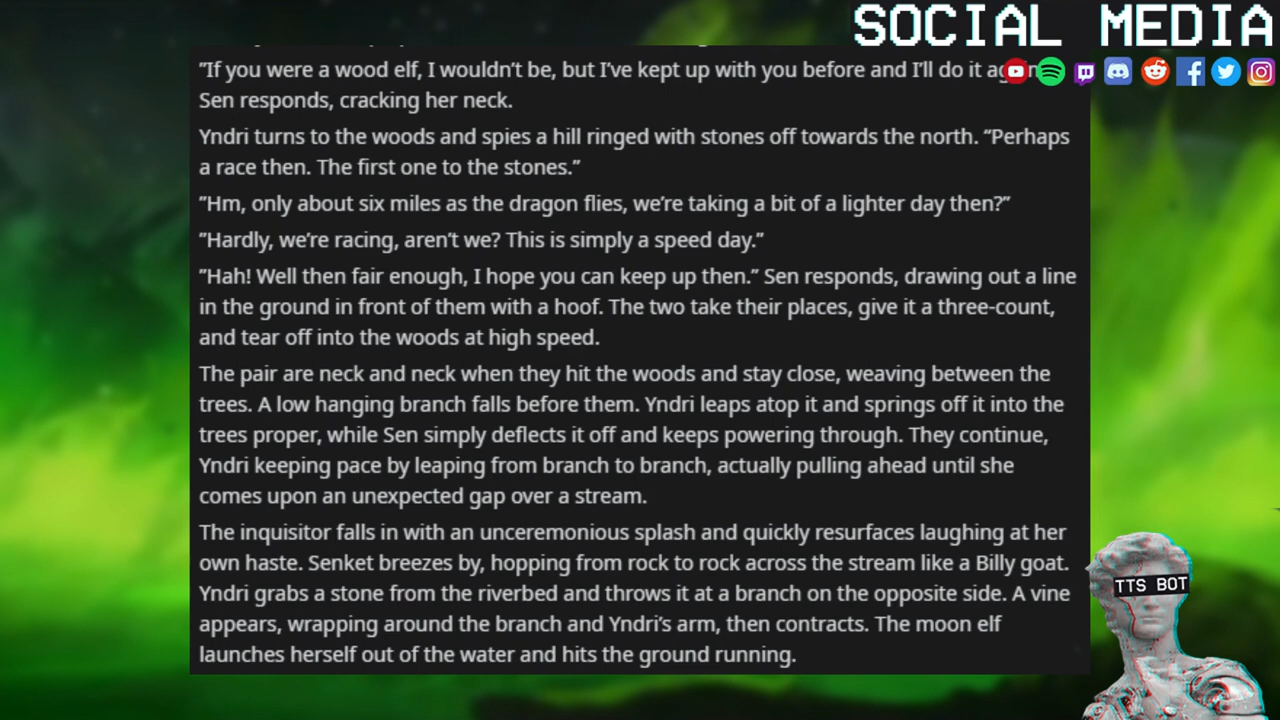 SOCIAL MEDIA
"If you were a wood elf, I wouldn't be, but I've kept up with you before and I'll do it
Sen responds, cracking her neck.
Yndri turns to the woods and spies a hill ringed with stones off towards the north. "Perhaps
a race then. The first one to the stones."
"Hm, only about six miles as the dragon flies, we're taking a bit of a lighter day then?"
"Hardly, we're racing, aren't we? This is simply a speed day."
"Hah! Well then fair enough, I hope you can keep up then." Sen responds, drawing out a line
in the ground in front of them with a hoof. The two take their places, give it a three-count,
and tear off into the woods at high speed.
The pair are neck and neck when they hit the woods and stay close, weaving between the
trees. A low hanging branch falls before them. Yndri leaps atop it and springs off it into the
trees proper, while Sen simply deflects it off and keeps powering through. They continue,
Yndri keeping pace by leaping from branch to branch, actually pulling ahead until she
comes upon an unexpected gap over a stream.
The inquisitor falls in with an unceremonious splash and quickly resurfaces laughing at her
own haste. Senket breezes by, hopping from rock to rock across the stream like a Billy goat.
Yndri grabs a stone from the riverbed and throws it at a branch on the opposite side. A vine
appears, wrapping around the branch and Yndri's arm, then contracts. The moon elf
launches herself out of the water and hits the ground running.
TTS BOT